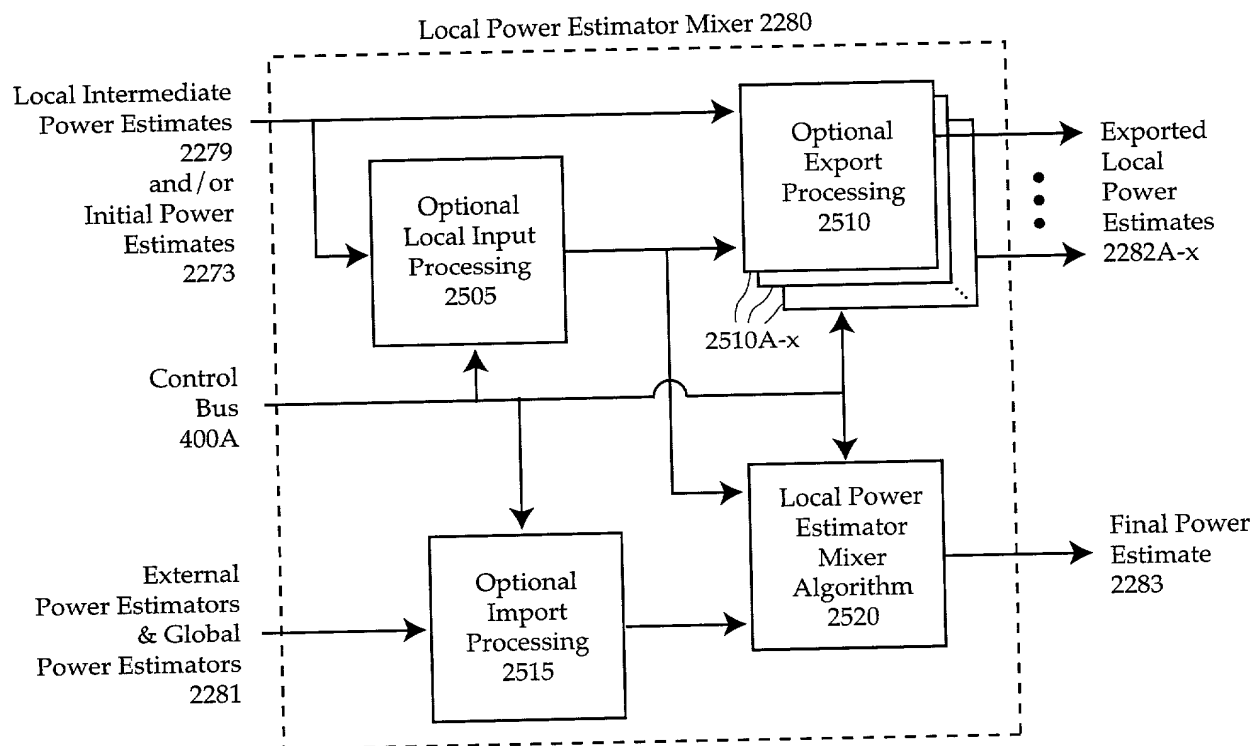 Local Power Estimator Mixer 2280
Local Intermediate
Power Estimates
2279
and/or
Initial Power
Estimates
2273
Optional
Local Input
Processing
2505
Optional
Export
Processing
2510
2510A-x
Exported
Local
Power
Estimates
2282A-x
Control
Bus
400A
External
Power Estimators
& Global
Power Estimators
2281
Optional
Import
Processing
2515
Local Power
Estimator
Mixer
Algorithm
2520
Final Power
Estimate
2283